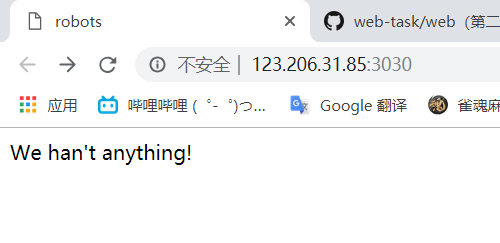 robots
web-task/web（第二
不安全 | 123.206.31.85:3030
应用 哔哩哔哩 (゜-゜)つ... Google 翻译 雀魂麻
We han't anything!